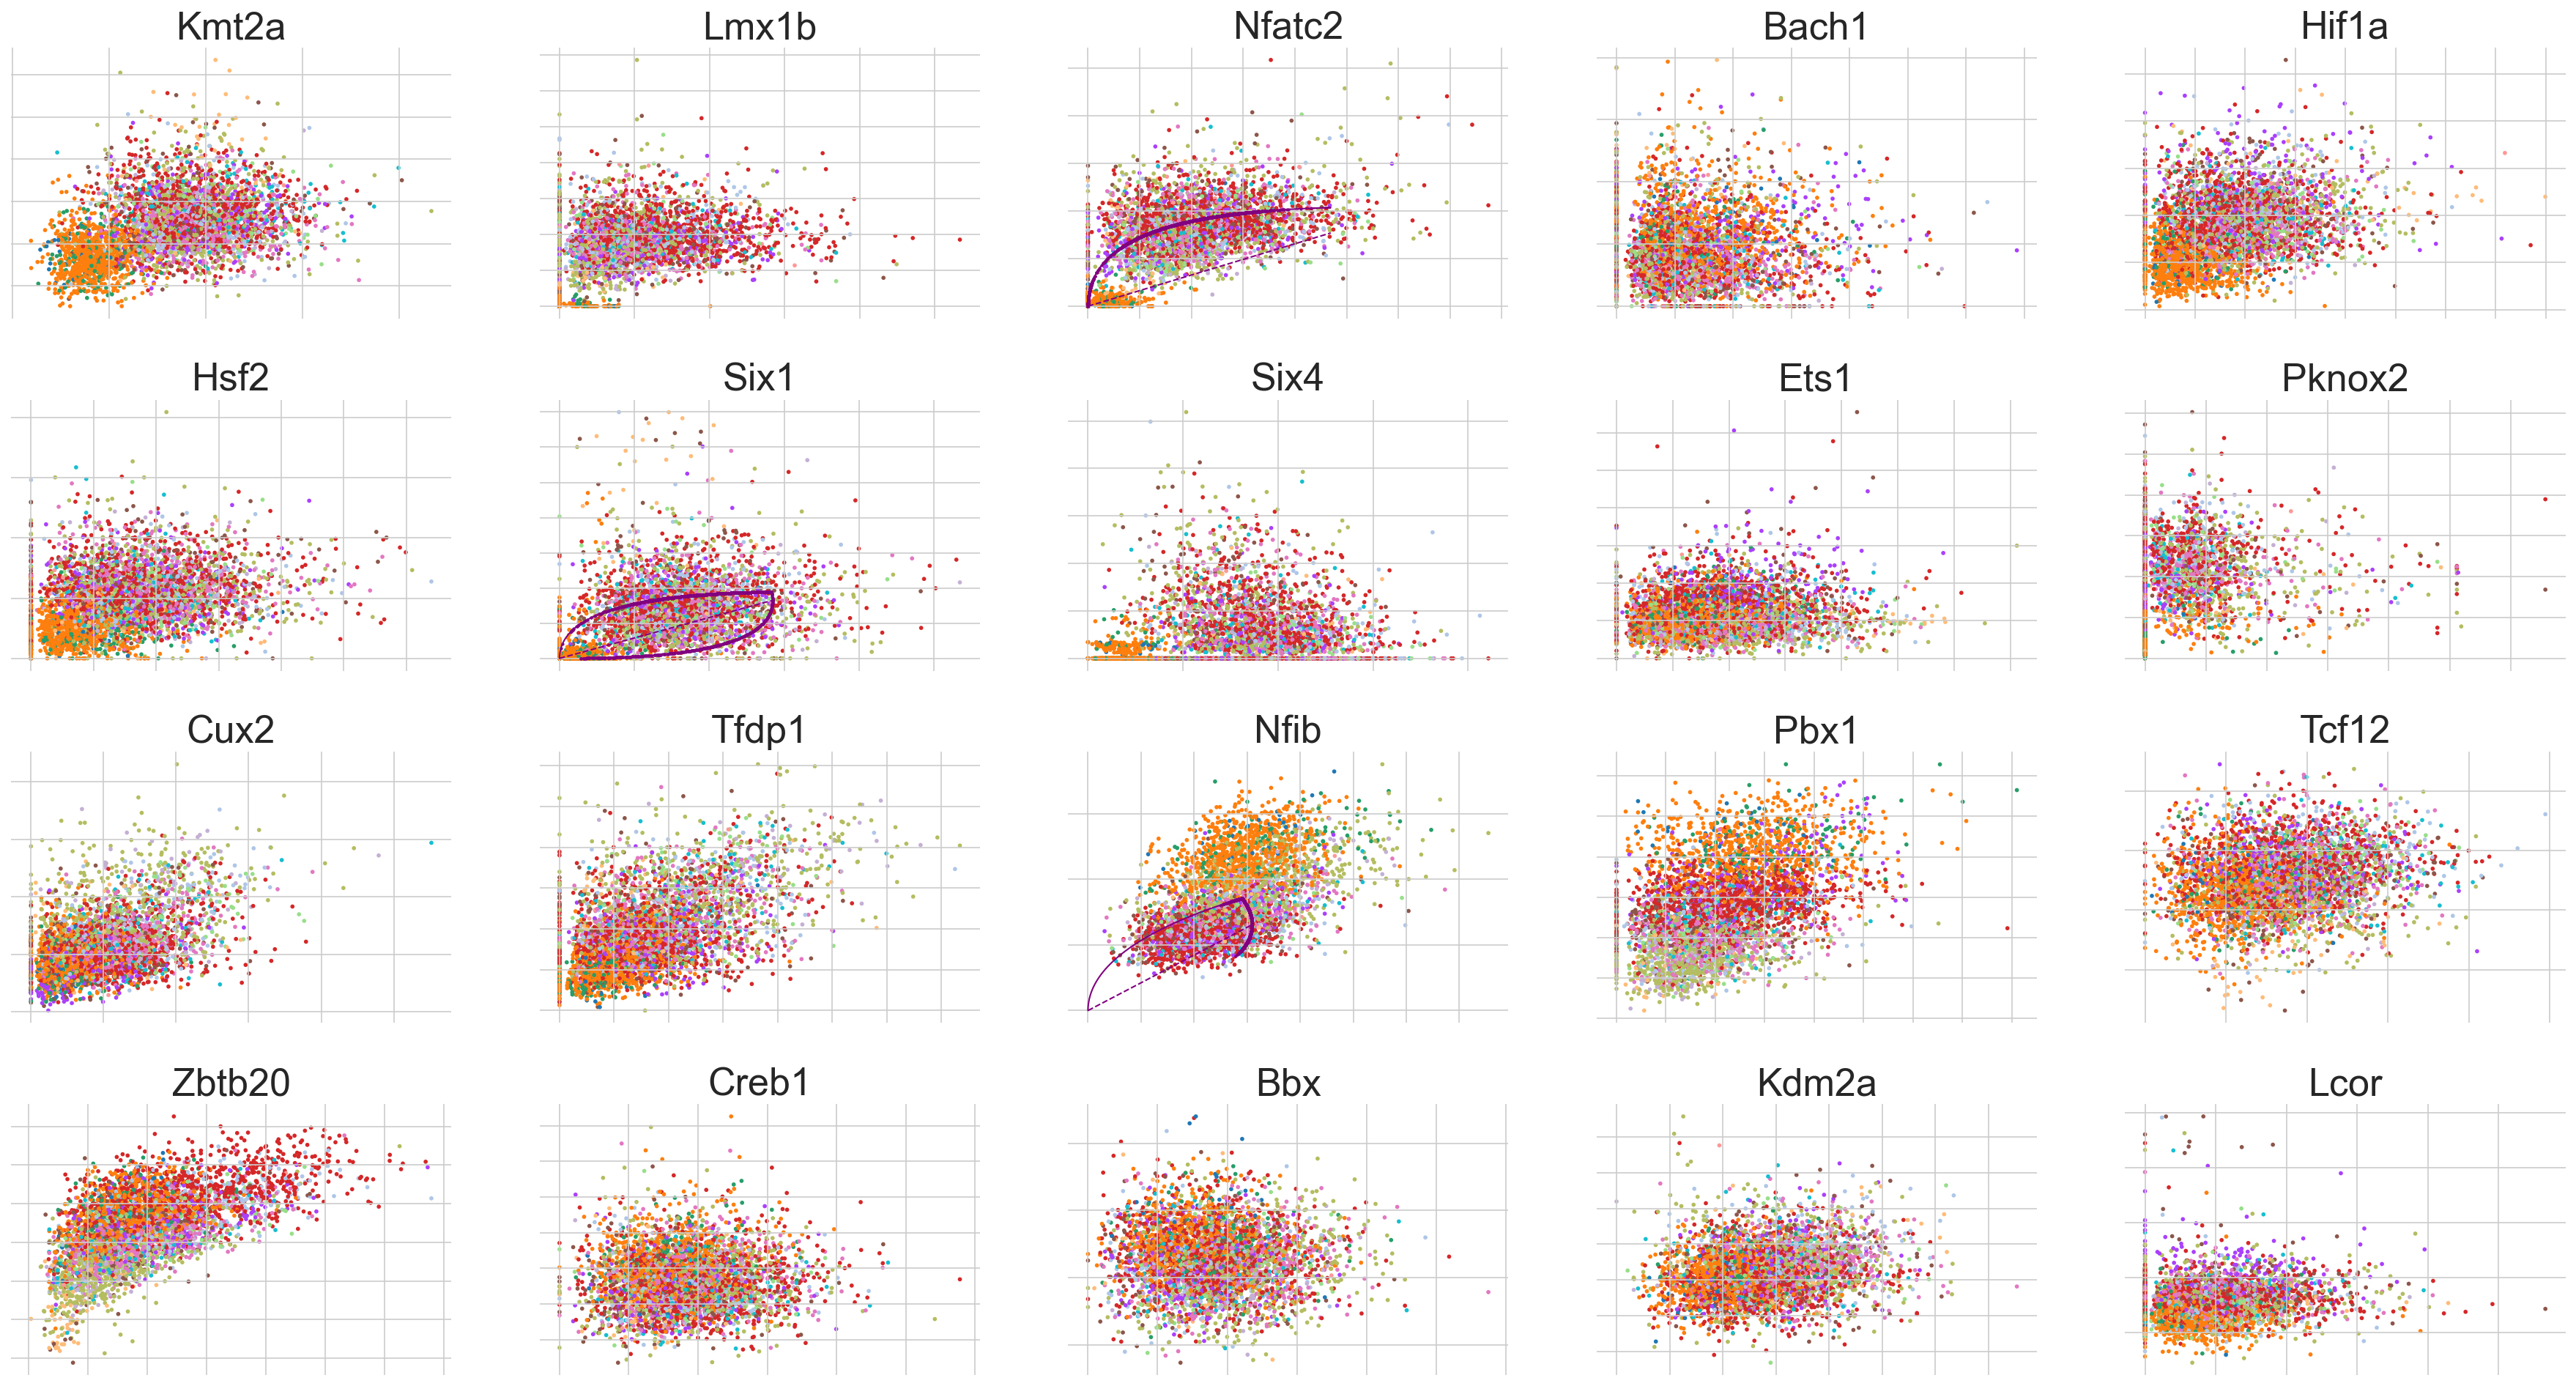 Kmt2a
Lmx1b
Nfatc2
Bach1
Hif1a
Hsf2
Six1
Six4
Ets1
Pknox2
Cux2
Tfdp1
Nfib
Pbx1
Tcf12
Zbtb20
Creb1
Bbx
Kdm2a
Lcor